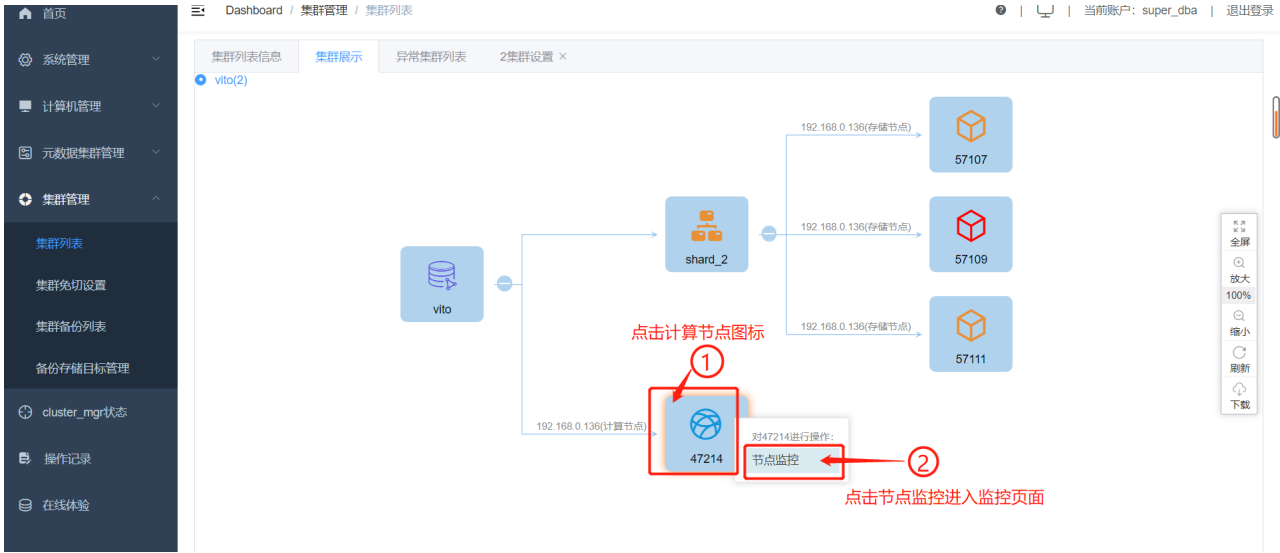 首页
Dashboard / 集群管理 / 集群列表
当前账户：super_dba | 退出登录
系统管理
计算机管理
元数据集群管理
集群管理
集群列表
集群免切设置
集群备份列表
备份存储目标管理
cluster_mgr状态
操作记录
在线体验
集群列表信息
集群展示
异常集群列表
2集群设置 ×
vito(2)
vito
shard_2
192.168.0.136(存储节点)
57107
192.168.0.136(存储节点)
57109
192.168.0.136(存储节点)
57111
点击计算节点图标
1
192.168.0.136(计算节点)
47214
对47214进行操作：
节点监控
2
点击节点监控进入监控页面
全屏
放大
100%
缩小
刷新
下载